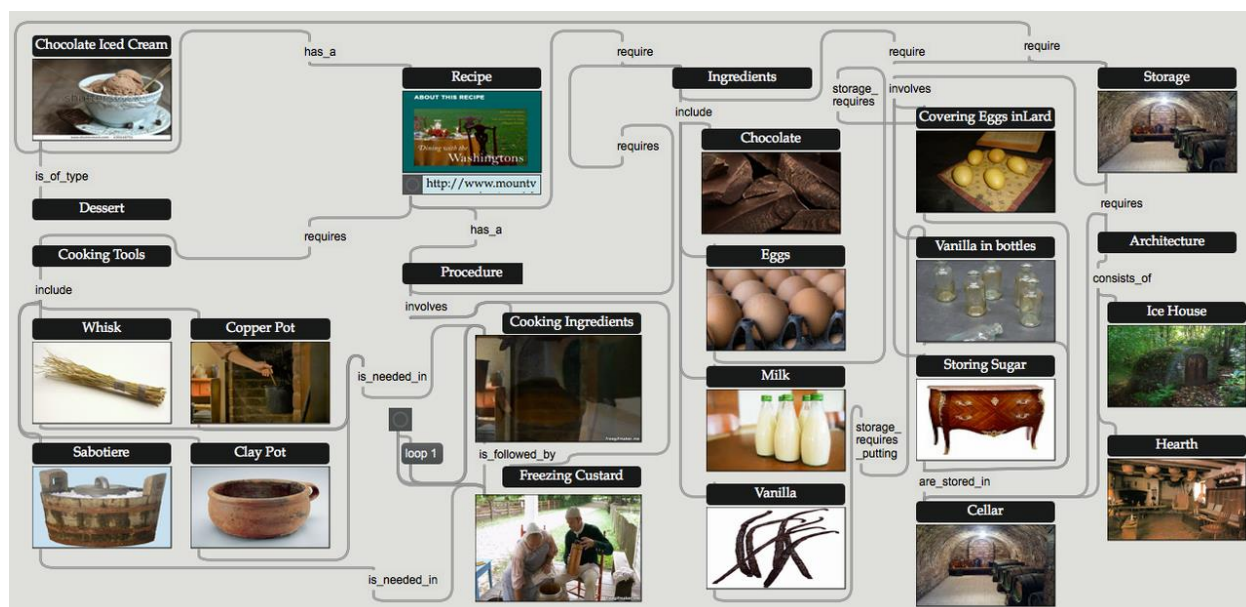 Chocolate Iced Cream
has_a
require
require
require
Recipe
ABOUT THIS RECIPE
Dining with the
Washingtons
http://www.mountv
Ingredients
storage_
requires
involves
Storage
include
Covering Eggs inLard
Chocolate
requires
is_of_type
Dessert
requires
has_a
requires
Cooking Tools
Procedure
Eggs
Vanilla in bottles
Architecture
include
involves
consists_of
Whisk
Copper Pot
Cooking Ingredients
Ice House
is_needed_in
Milk
Storing Sugar
loop 1
is_followed_by
storage_
requires
_putting
Sabotiere
Clay Pot
Freezing Custard
Hearth
are_stored_in
Vanilla
Cellar
is_needed_in